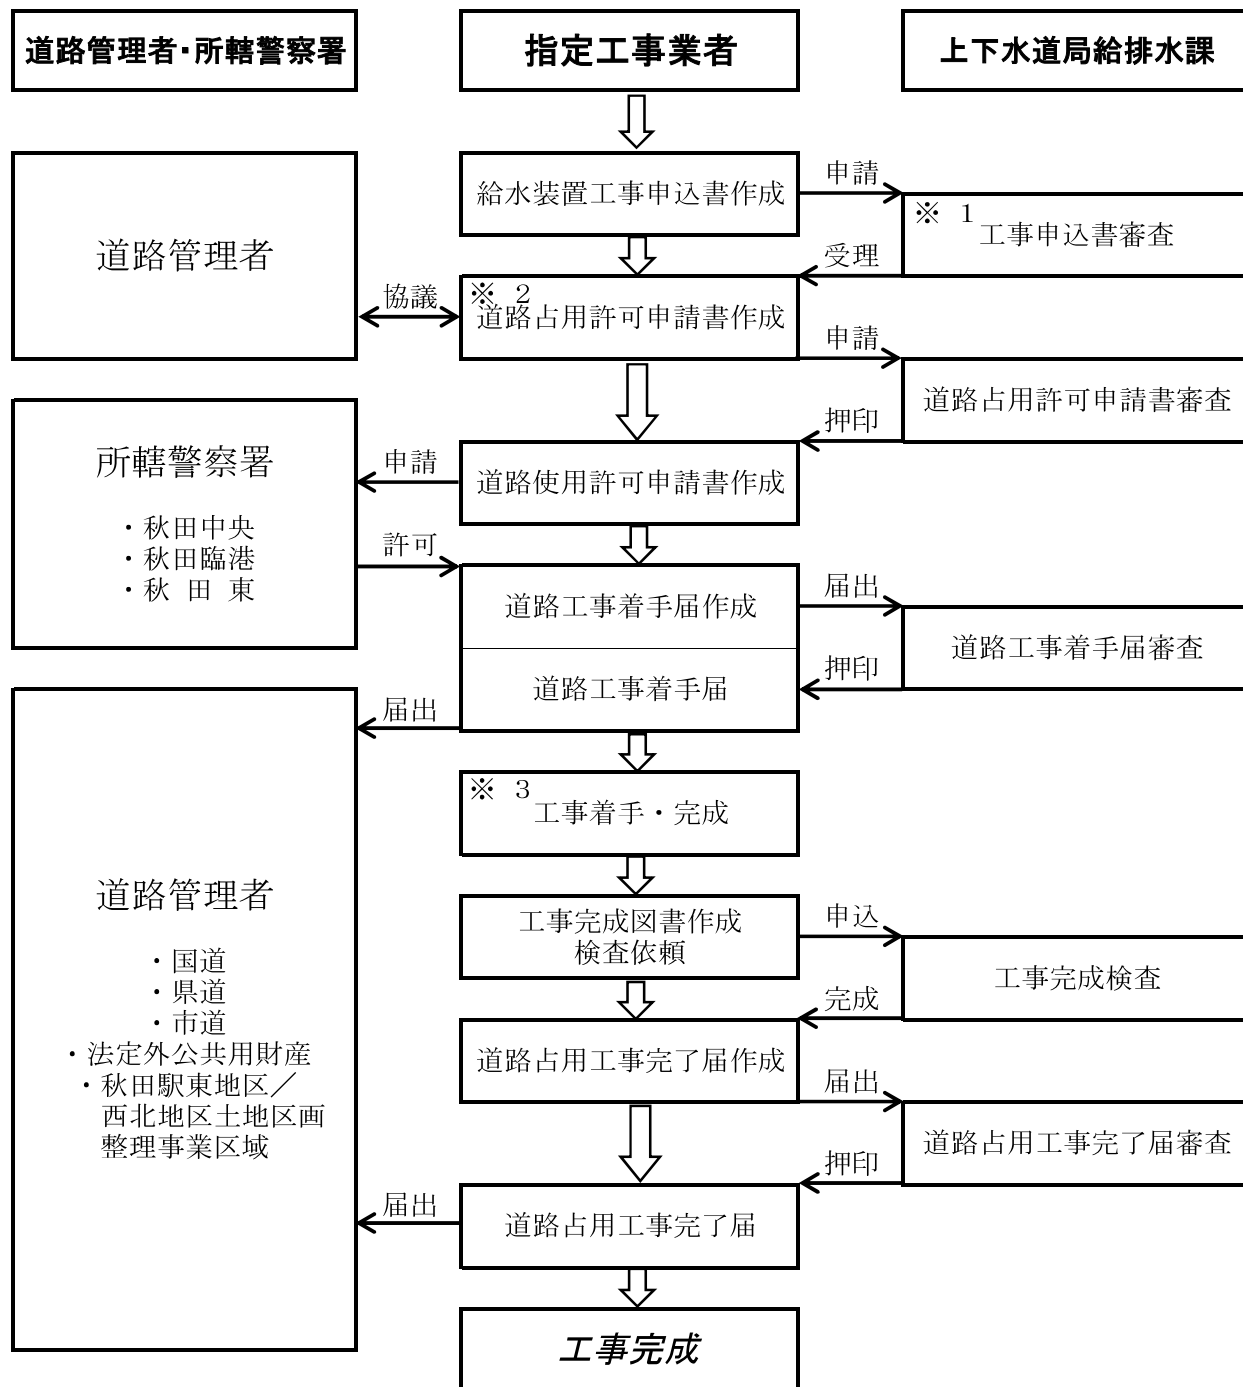 道路管理者・所轄警察署
指定工事業者
上下水道局給排水課
給水装置工事申込書作成
申請
※ 1
工事申込書審査
受理
道路管理者
協議
※ 2
道路占用許可申請書作成
申請
道路占用許可申請書審査
押印
所轄警察署
・秋田中央
・秋田臨港
・秋 田 東
申請
道路使用許可申請書作成
許可
道路工事着手届作成
届出
道路工事着手届審査
押印
道路工事着手届
届出
※ 3
工事着手・完成
道路管理者
・国道
・県道
・市道
・法定外公共用財産
・秋田駅東地区／
西北地区土地区画
整理事業区域
工事完成図書作成
検査依頼
申込
工事完成検査
完成
道路占用工事完了届作成
届出
道路占用工事完了届審査
押印
道路占用工事完了届
届出
工事完成